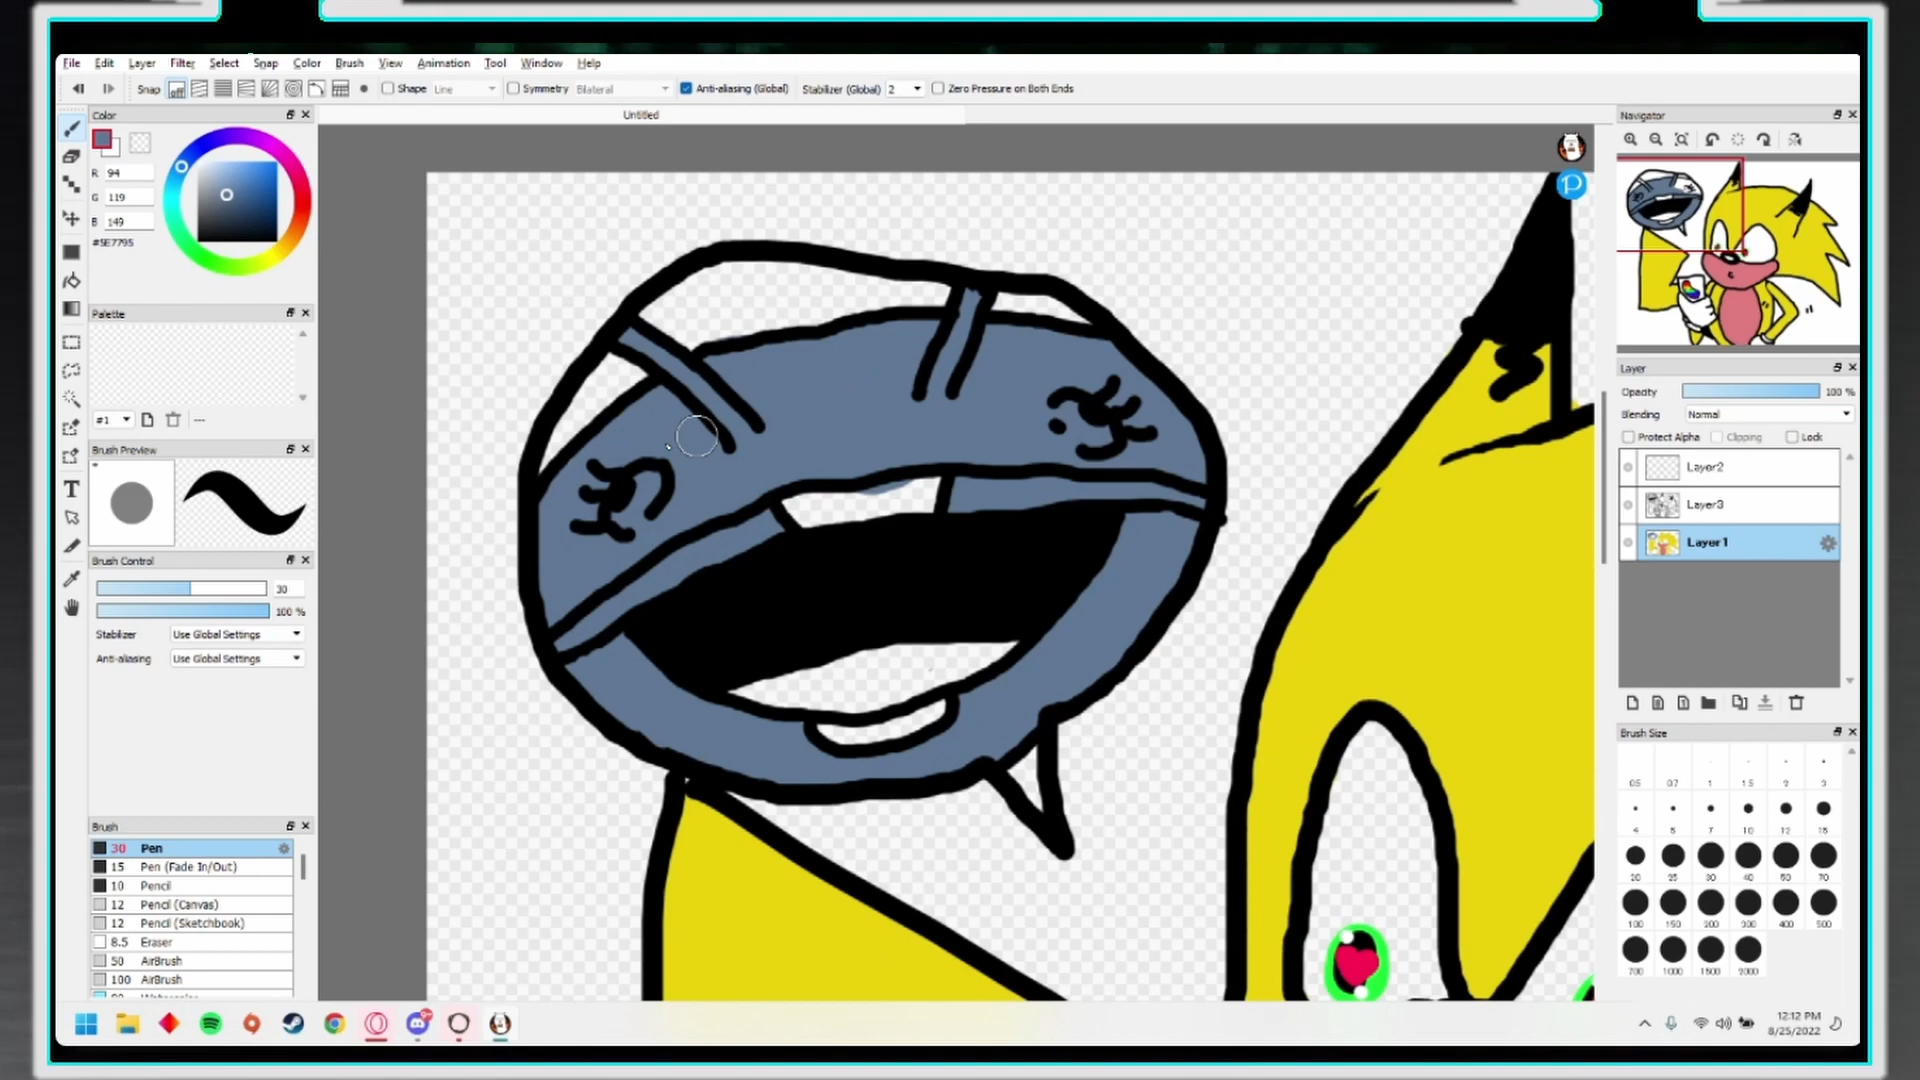 File Edit Layer Filter Select Snap Color Brush View Animation Tool Window Help
Snap off Shape Line Symmetry Bilateral Anti-aliasing (Global) Stabilizer (Global) 2 Zero Pressure on Both Ends
Color
Untitled
Navigator
R 94
G 119
B 149
#5E7795
Palette
#1 ---
Brush Preview
Brush Control
30
100 %
Stabilizer Use Global Settings
Anti-aliasing Use Global Settings
Brush
30 Pen
15 Pen (Fade In/Out)
10 Pencil
12 Pencil (Canvas)
12 Pencil (Sketchbook)
8.5 Eraser
50 AirBrush
100 AirBrush
Layer
Opacity 100 %
Blending Normal
Protect Alpha Clipping Lock
Layer2
Layer3
Layer1
Brush Size
0.5 0.7 1 1.5 2 3
4 5 7 10 12 15
20 25 30 40 50 70
100 150 200 300 400 500
700 1000 1500 2000
12:12 PM
8/25/2022